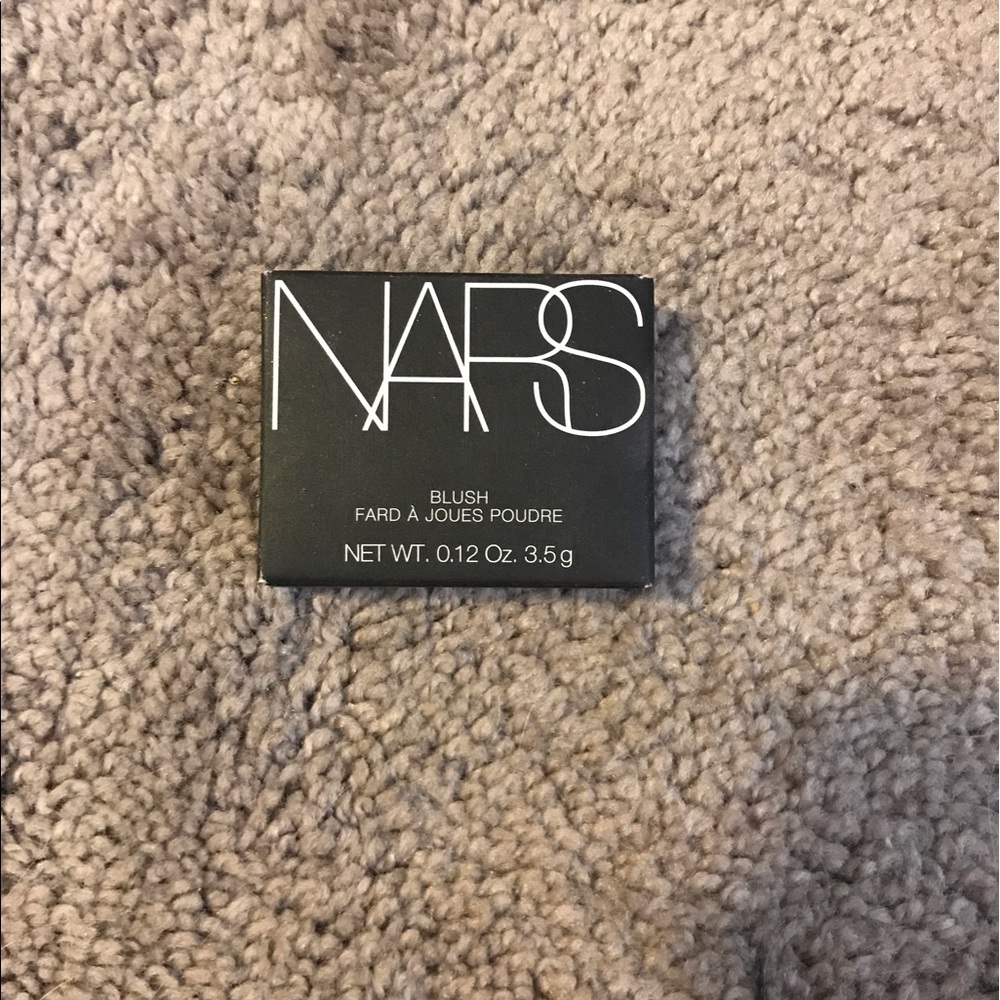 NARS
BLUSH
FARD À JOUES POUDRE
NET WT. 0.12 Oz. 3.5 g